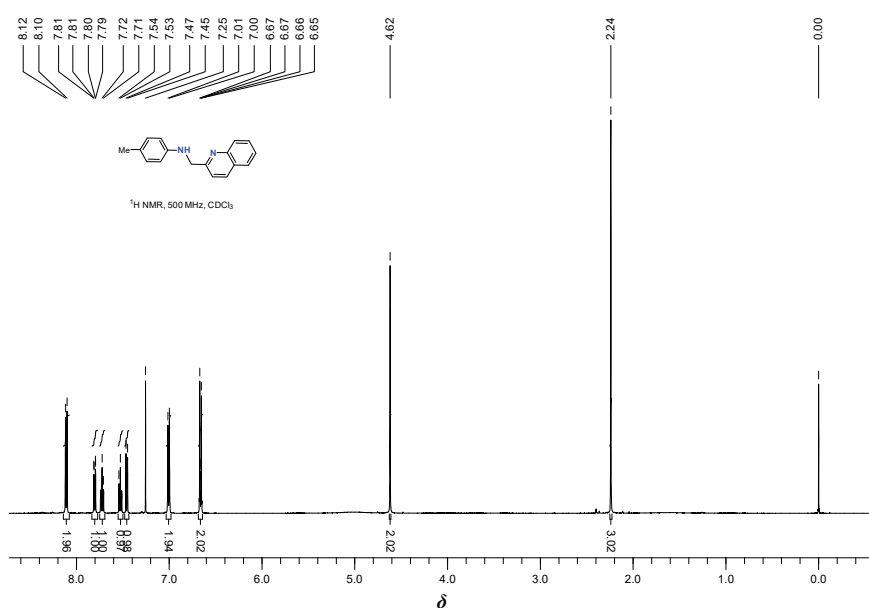 8.12 8.10 7.81 7.81 7.80 7.79 7.72 7.71 7.54 7.53 7.47 7.45 7.25 7.01 7.00 6.67 6.67 6.66 6.65 4.62 2.24 0.00
Me NH N
¹H NMR, 500 MHz, CDCl₃
1.96 1.00 1.00 0.97 0.98 1.94 2.02 2.02 3.02
8.0 7.0 6.0 5.0 4.0 3.0 2.0 1.0 0.0
δ